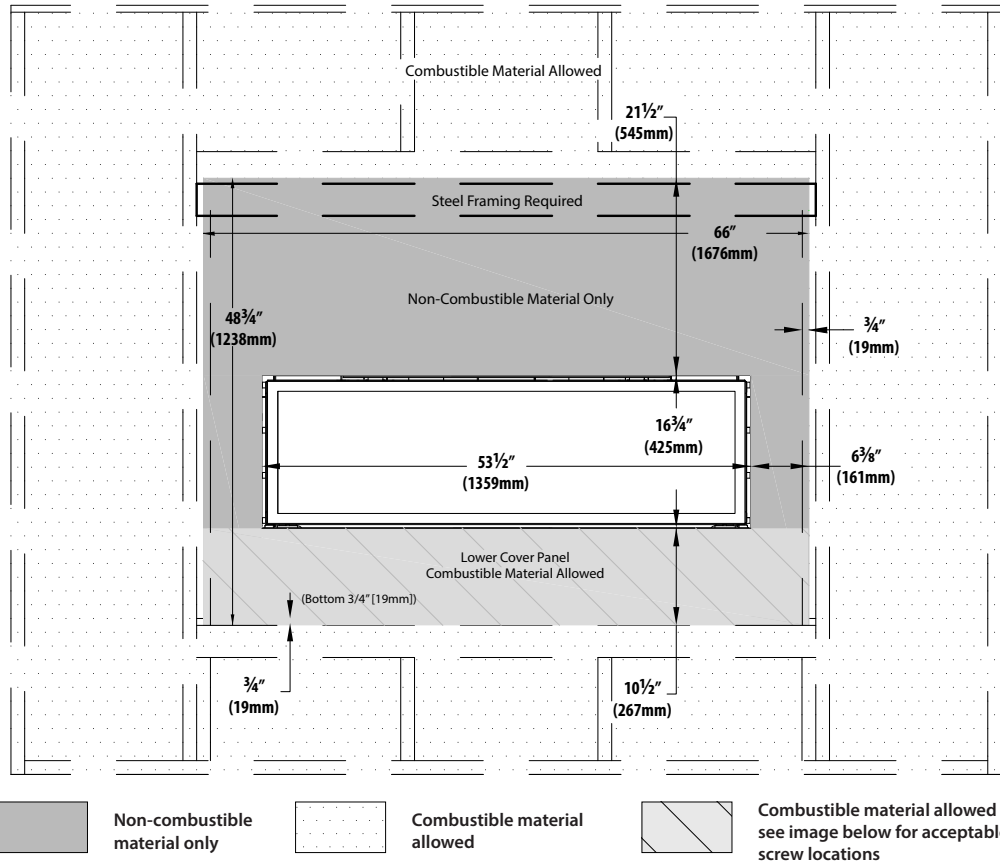 Combustible Material Allowed
21½"
(545mm)
Steel Framing Required
66"
(1676mm)
Non-Combustible Material Only
48¾"
(1238mm)
¾"
(19mm)
16¾"
(425mm)
53½"
(1359mm)
6⅜"
(161mm)
Lower Cover Panel
Combustible Material Allowed
(Bottom 3/4" [19mm])
¾"
(19mm)
10½"
(267mm)
Non-combustible
material only
Combustible material
allowed
Combustible material allowed
see image below for acceptable
screw locations